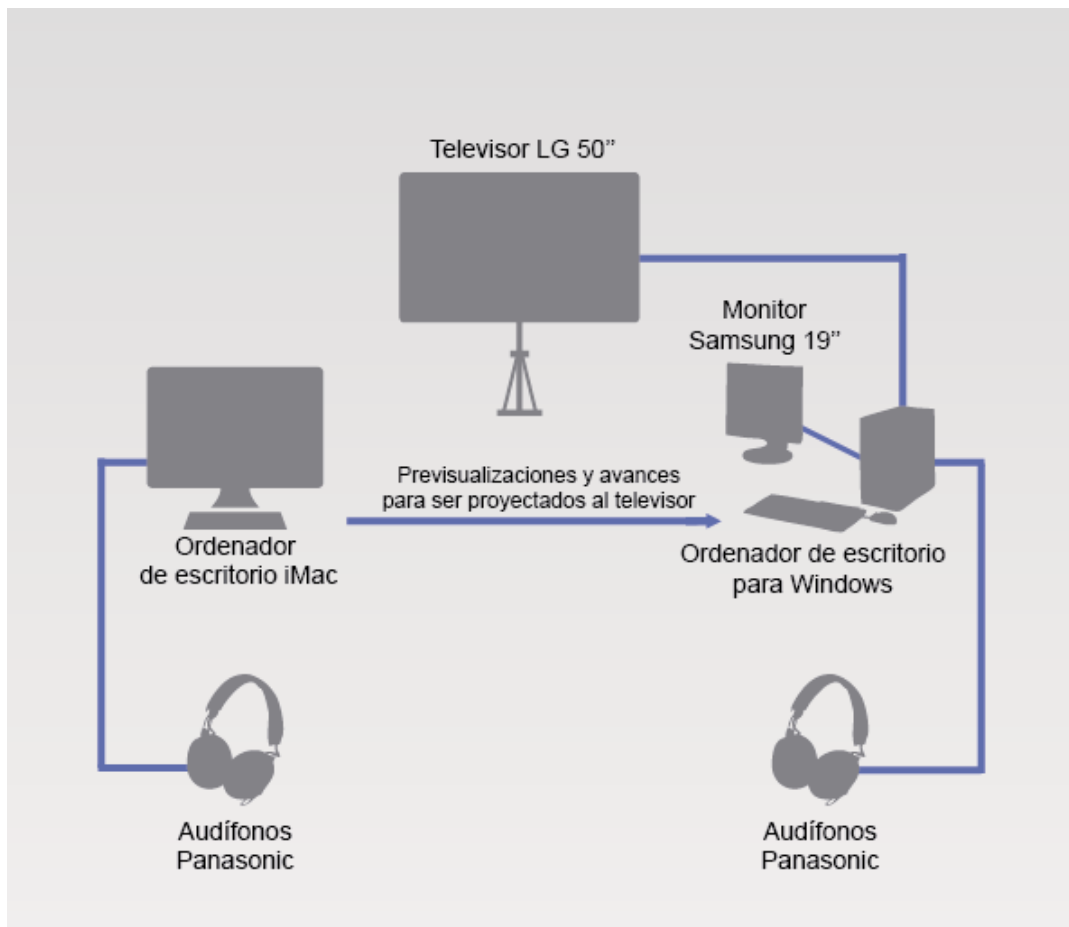 Televisor LG 50”
Monitor
Samsung 19”
Previsualizaciones y avances
para ser proyectados al televisor
Ordenador
de escritorio iMac
Ordenador de escritorio
para Windows
Audífonos
Panasonic
Audífonos
Panasonic